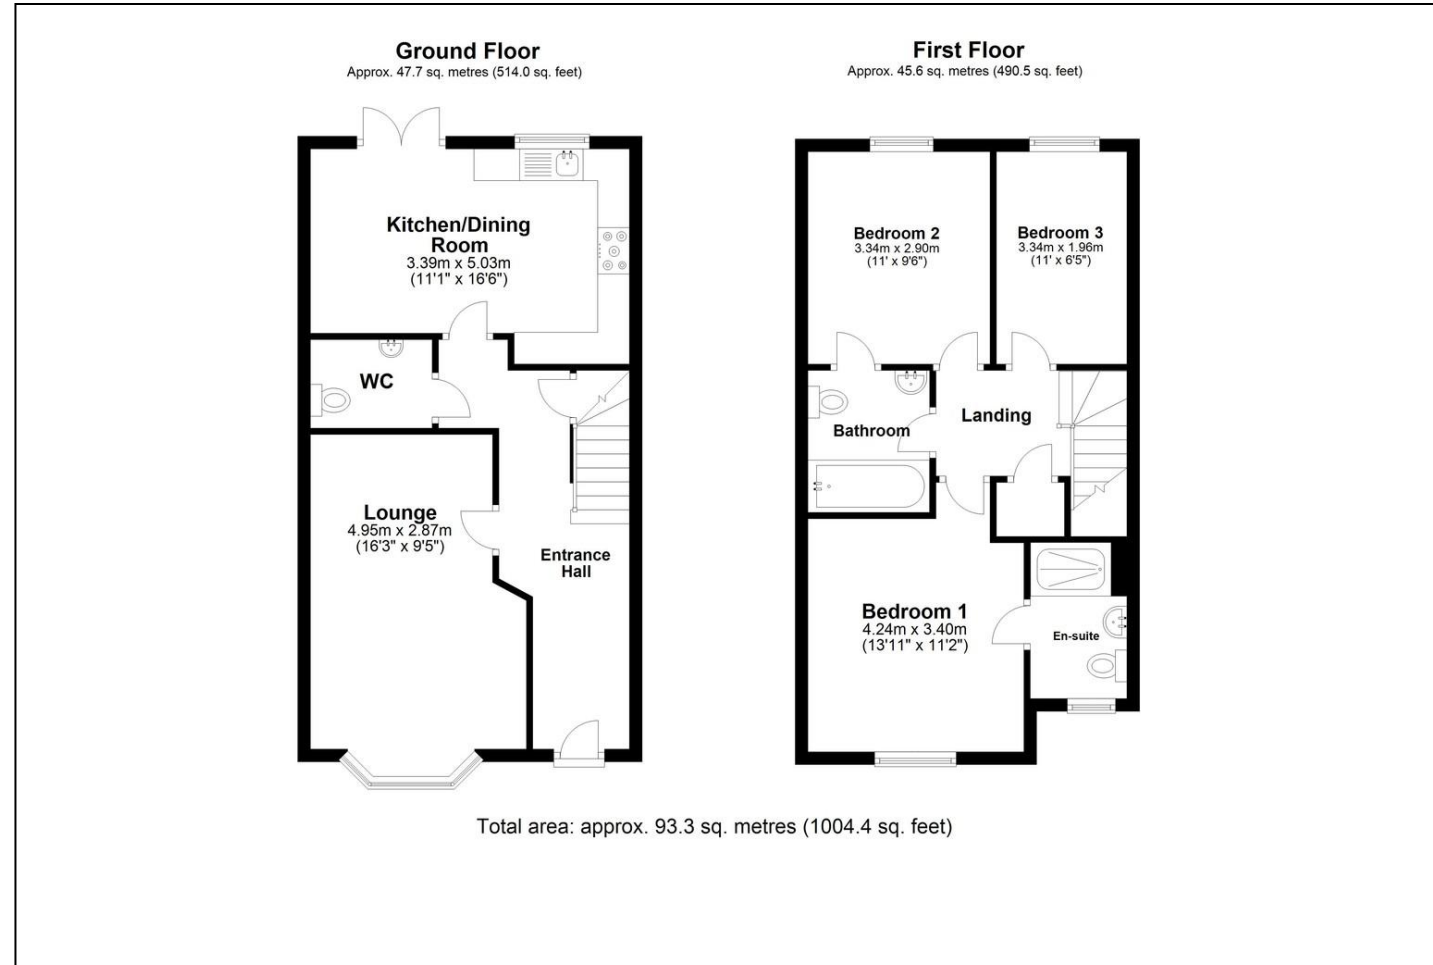 Ground Floor
Approx. 47.7 sq. metres (514.0 sq. feet)
Kitchen/Dining
Room
3.39m x 5.03m
(11'1" x 16'6")
WC
Lounge
4.95m x 2.87m
(16'3" x 9'5")
Entrance
Hall
First Floor
Approx. 45.6 sq. metres (490.5 sq. feet)
Bedroom 2
3.34m x 2.90m
(11' x 9'6")
Bedroom 3
3.34m x 1.96m
(11' x 6'5")
Bathroom
Landing
Bedroom 1
4.24m x 3.40m
(13'11" x 11'2")
En-suite
Total area: approx. 93.3 sq. metres (1004.4 sq. feet)